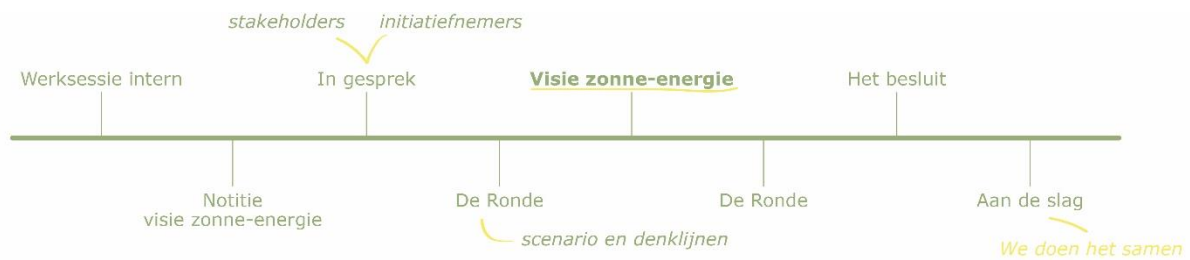 stakeholders initiatiefnemers
Werksessie intern In gesprek Visie zonne-energie Het besluit
Notitie De Ronde De Ronde Aan de slag
visie zonne-energie
scenario en denklijnen
We doen het samen